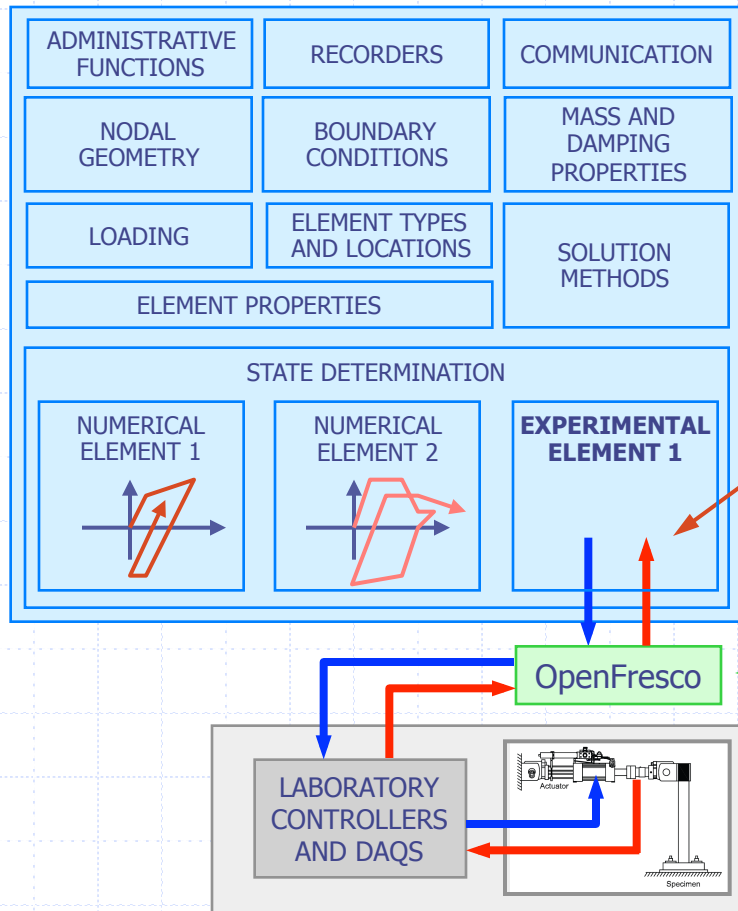 ADMINISTRATIVE
FUNCTIONS
RECORDERS
COMMUNICATION
NODAL
GEOMETRY
BOUNDARY
CONDITIONS
MASS AND
DAMPING
PROPERTIES
LOADING
ELEMENT TYPES
AND LOCATIONS
SOLUTION
METHODS
ELEMENT PROPERTIES
STATE DETERMINATION
NUMERICAL
ELEMENT 1
NUMERICAL
ELEMENT 2
EXPERIMENTAL
ELEMENT 1
OpenFresco
LABORATORY
CONTROLLERS
AND DAQS
Actuator
Specimen